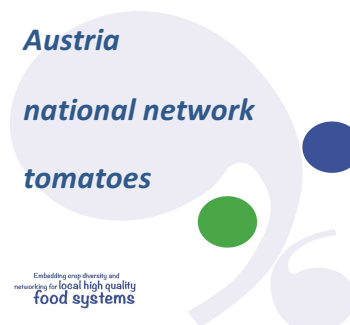 Austria
national network
tomatoes
Embedding crop diversity and
networking for local high quality
food systems